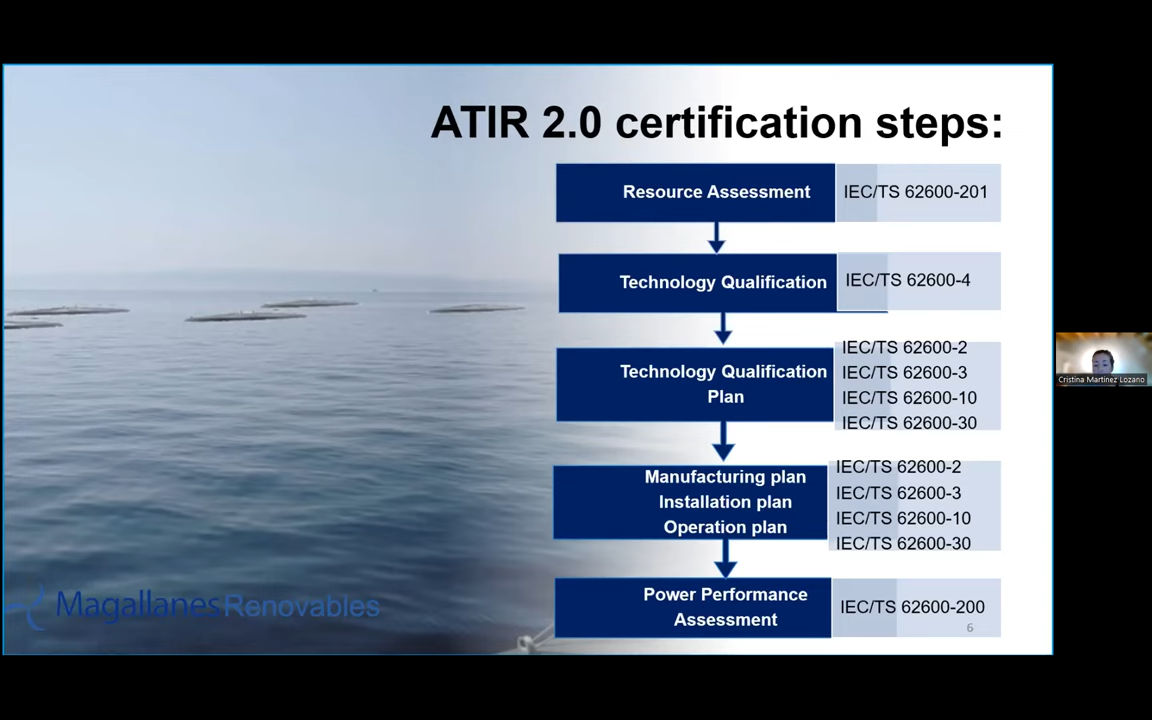 ATIR 2.0 certification steps:
Resource Assessment
IEC/TS 62600-201
Technology Qualification
IEC/TS 62600-4
Technology Qualification
Plan
IEC/TS 62600-2
IEC/TS 62600-3
IEC/TS 62600-10
IEC/TS 62600-30
Manufacturing plan
Installation plan
Operation plan
IEC/TS 62600-2
IEC/TS 62600-3
IEC/TS 62600-10
IEC/TS 62600-30
Power Performance
Assessment
IEC/TS 62600-200
6
Magallanes Renovables
Cristina Martinez Lozano